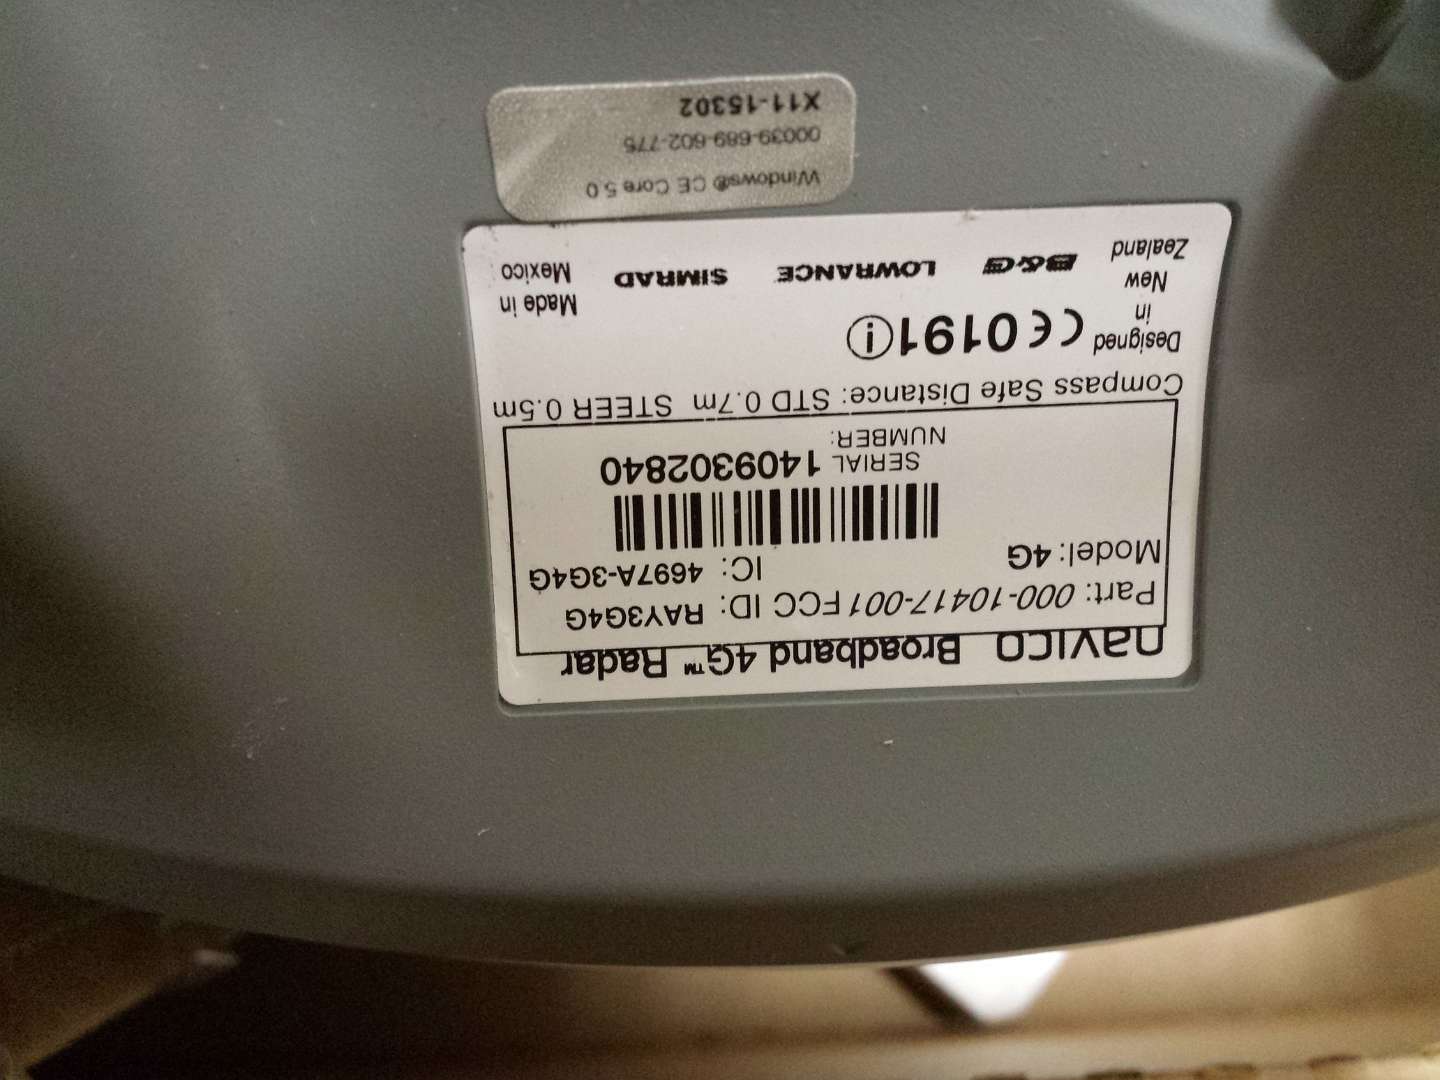 navico Broadband 4G™ Radar
Part: 000-10417-001 FCC ID: RAY3G4G
Model: 4G IC: 4697A-3G4G
SERIAL NUMBER: 1409302840
Compass Safe Distance: STD 0.7m STEER 0.5m
Designed in New Zealand
CE0191
B&G LOWRANCE SIMRAD
Made in Mexico
Windows® CE Core 5.0
00039-689-602-775
X11-15302